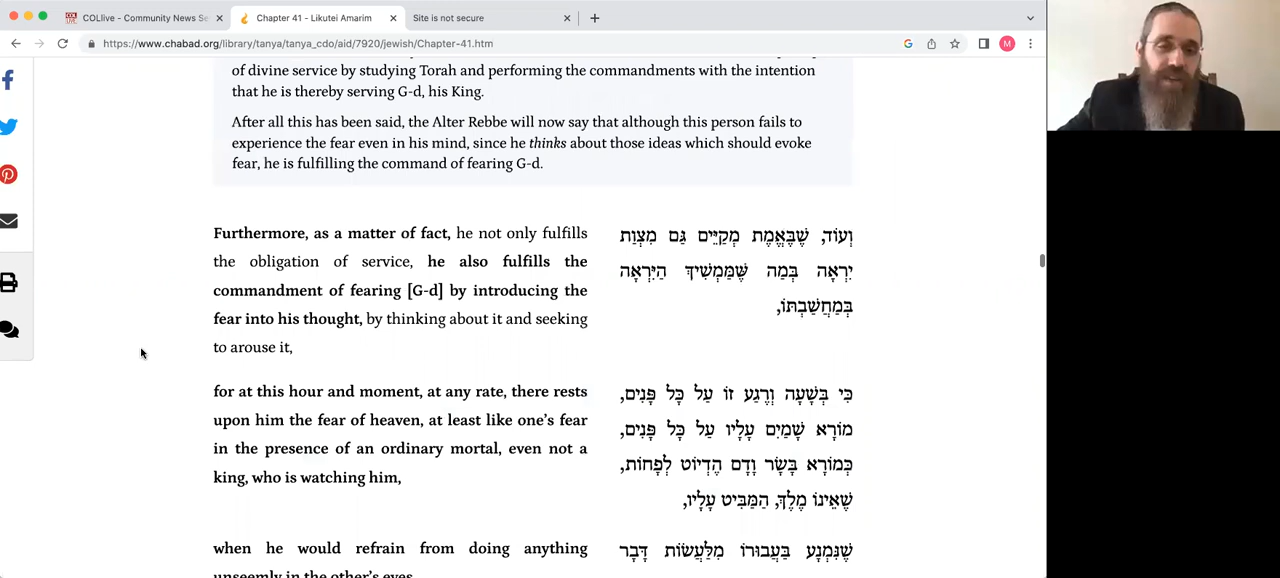 COLlive - Community News Se
Chapter 41 - Likutei Amarim
Site is not secure
https://www.chabad.org/library/tanya/tanya_cdo/aid/7920/jewish/Chapter-41.htm
M
of divine service by studying Torah and performing the commandments with the intention
that he is thereby serving G-d, his King.
After all this has been said, the Alter Rebbe will now say that although this person fails to
experience the fear even in his mind, since he thinks about those ideas which should evoke
fear, he is fulfilling the command of fearing G-d.
Furthermore, as a matter of fact, he not only fulfills
the obligation of service, he also fulfills the
commandment of fearing [G-d] by introducing the
fear into his thought, by thinking about it and seeking
to arouse it,
וְעוֹד, שֶׁבֶּאֱמֶת מְקַיֵּים גַּם מִצְוַת
יִרְאָה בְּמַה שֶּׁמַּמְשִׁיךְ הַיִּרְאָה
בְּמַחֲשַׁבְתּוֹ,
for at this hour and moment, at any rate, there rests
upon him the fear of heaven, at least like one's fear
in the presence of an ordinary mortal, even not a
king, who is watching him,
כִּי בְּשָׁעָה וְרֶגַע זוֹ עַל כָּל פָּנִים,
מוֹרָא שָׁמַיִם עָלָיו עַל כָּל פָּנִים,
כְּמוֹרָא בָּשָׂר וָדָם הֶדְיוֹט לְפָחוֹת,
שֶׁאֵינוֹ מֶלֶךְ, הַמַּבִּיט עָלָיו,
when he would refrain from doing anything
unseemly in the other's eyes
שֶׁנִּמְנָע בַּעֲבוּרוֹ מִלַּעֲשׂוֹת דָּבָר